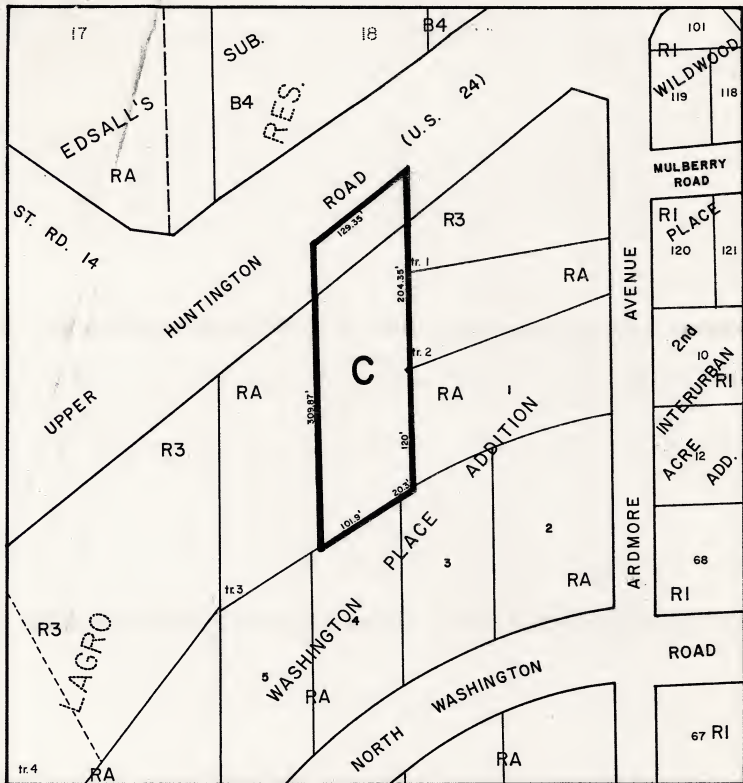 17
18
B4
SUB.
EDSALL'S
B4
RES.
RA
101
R1
WILDWOOD
119
118
MULBERRY
ROAD
R1
PLACE
120
121
ST. RD. 14
UPPER
HUNTINGTON
ROAD
(U.S. 24)
129.35'
R3
tr. 1
204.35'
RA
tr. 2
C
309.87'
RA
1
120'
20.3'
101.9'
RA
R3
WASHINGTON
PLACE
ADDITION
AVENUE
ARDMORE
2nd
10
R1
INTERURBAN
ACRE
12
ADD.
68
R1
tr.3
3
2
RA
4
5
RA
R3
LAGRO
tr.4
RA
NORTH
WASHINGTON
ROAD
RA
67 R1